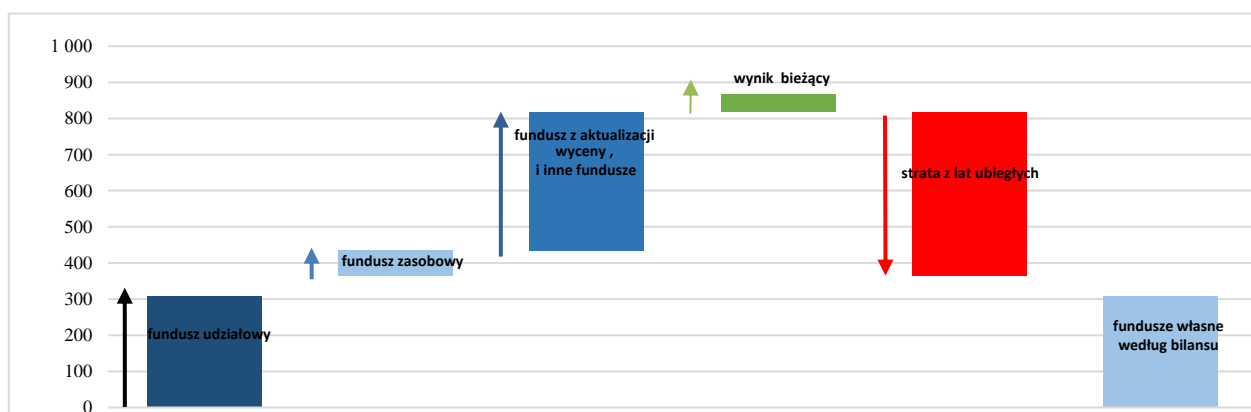 1 000
900
800
700
600
500
400
300
200
100
0
fundusz udziałowy
fundusz zasobowy
fundusz z aktualizacji
wyceny ,
i inne fundusze
wynik  bieżący
strata z lat ubiegłych
fundusze własne
według bilansu